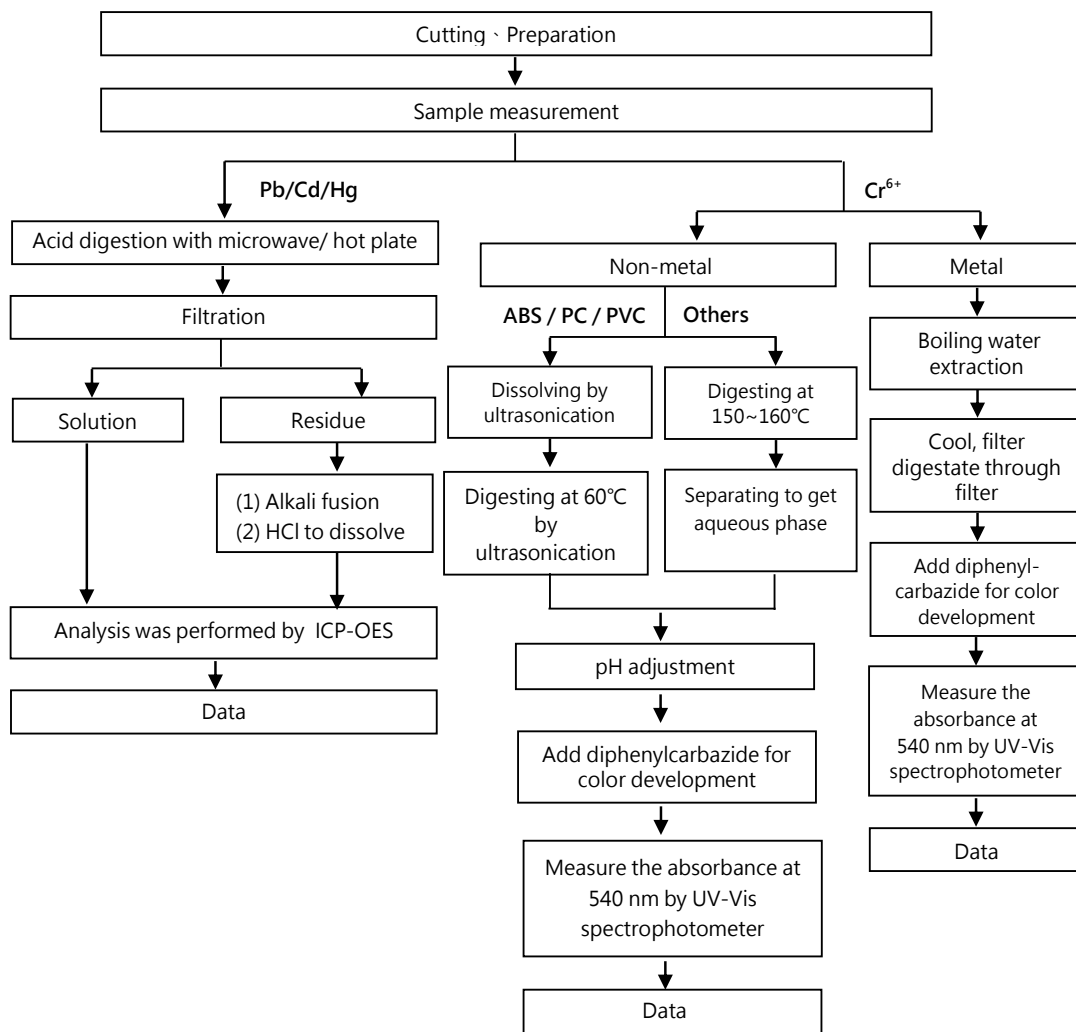 Cutting、Preparation
Sample measurement
Pb/Cd/Hg
Acid digestion with microwave/ hot plate
Filtration
Solution
Residue
(1) Alkali fusion
(2) HCl to dissolve
Analysis was performed by ICP-OES
Data
Cr⁶⁺
Non-metal
ABS / PC / PVC
Others
Dissolving by
ultrasonication
Digesting at 60℃
by
ultrasonication
Digesting at
150~160℃
Separating to get
aqueous phase
pH adjustment
Add diphenylcarbazide for
color development
Measure the absorbance at
540 nm by UV-Vis
spectrophotometer
Data
Metal
Boiling water
extraction
Cool, filter
digestate through
filter
Add diphenyl-
carbazide for color
development
Measure the
absorbance at
540 nm by UV-Vis
spectrophotometer
Data